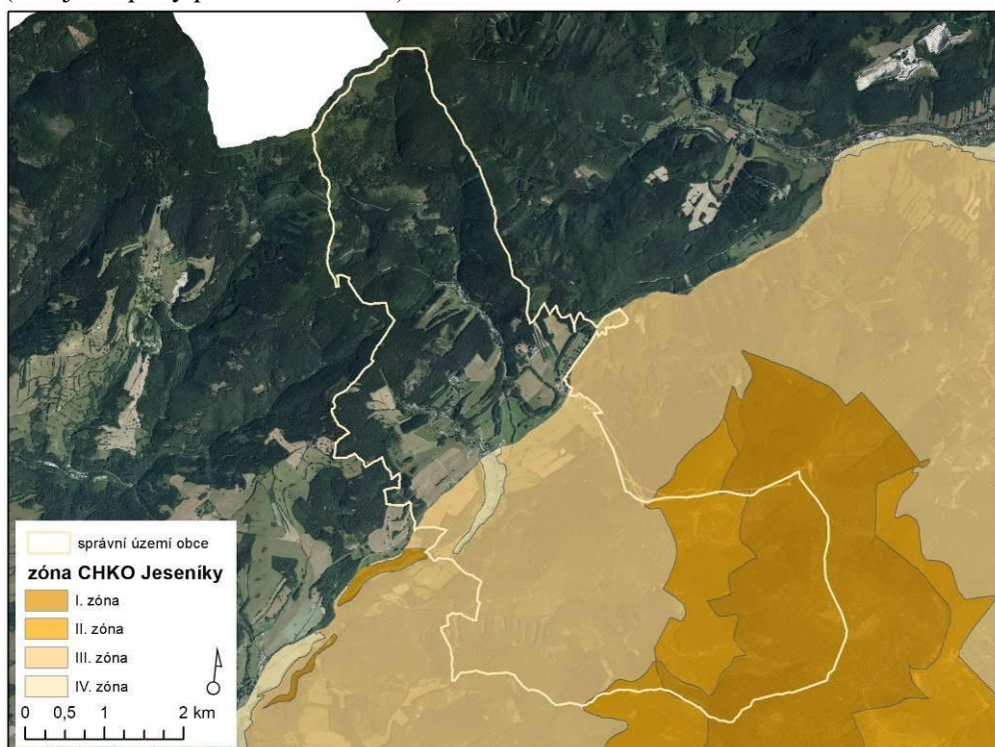 správní území obce
zóna CHKO Jeseníky
I. zóna
II. zóna
III. zóna
IV. zóna
0 0,5 1 2 km